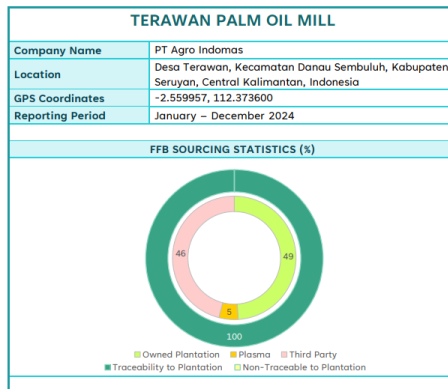 TERAWAN PALM OIL MILL
Company Name PT Agro Indomas
Location Desa Terawan, Kecamatan Danau Sembuluh, Kabupaten
Seruyan, Central Kalimantan, Indonesia
GPS Coordinates -2.559957, 112.373600
Reporting Period January – December 2024
FFB SOURCING STATISTICS (%)
46
49
5
100
Owned Plantation Plasma Third Party
Traceability to Plantation Non-Traceable to Plantation